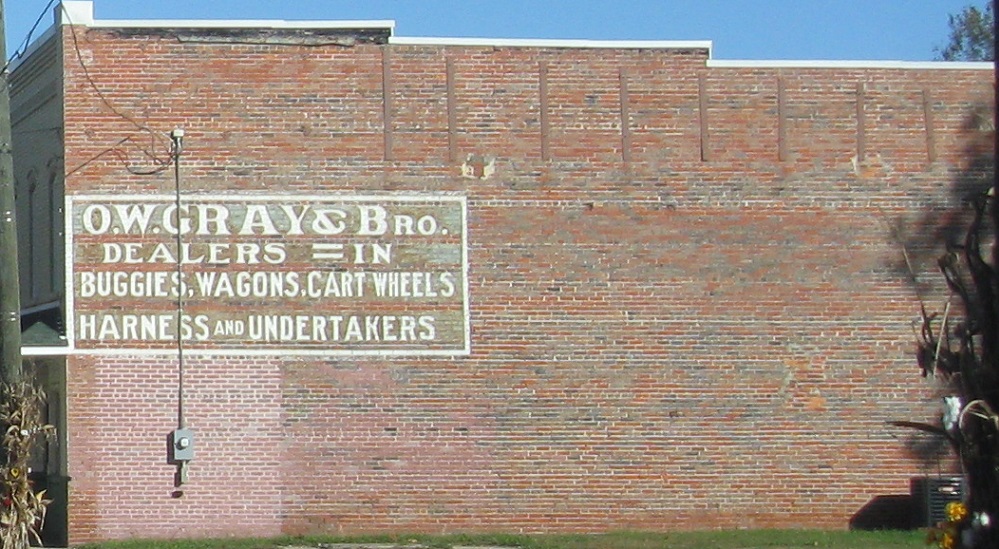 O.W. GRAY & BRO.
DEALERS = IN
BUGGIES, WAGONS, CART WHEELS
HARNESS AND UNDERTAKERS